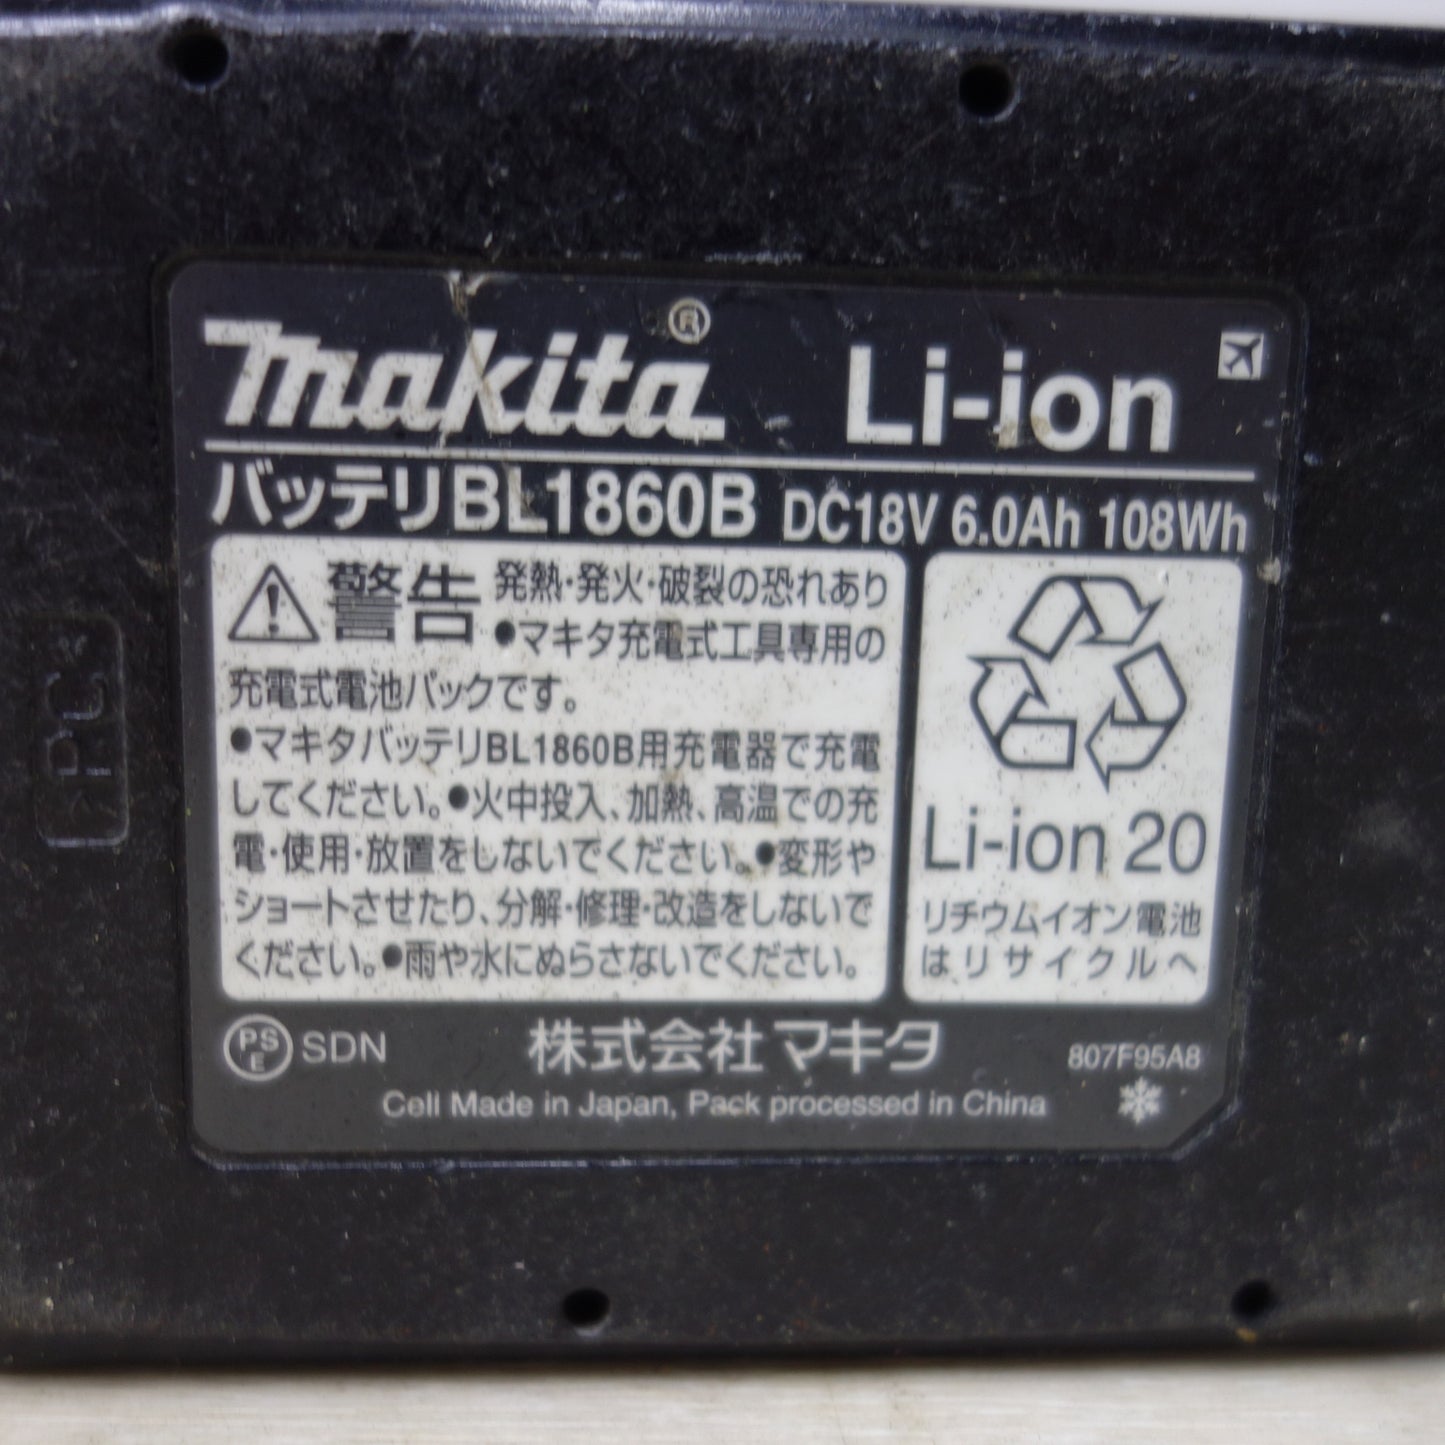 makita® Li-ion
バッテリBL1860B DC18V 6.0Ah 108Wh
警告 発熱・発火・破裂の恐れあり
●マキタ充電式工具専用の
充電式電池パックです。
●マキタバッテリBL1860B用充電器で充電
してください。●火中投入、加熱、高温での充
電・使用・放置をしないでください。●変形や
ショートさせたり、分解・修理・改造をしないで
ください。●雨や水にぬらさないでください。
Li-ion 20
リチウムイオン電池
はリサイクルへ
PSE SDN
株式会社マキタ
807F95A8
Cell Made in Japan, Pack processed in China